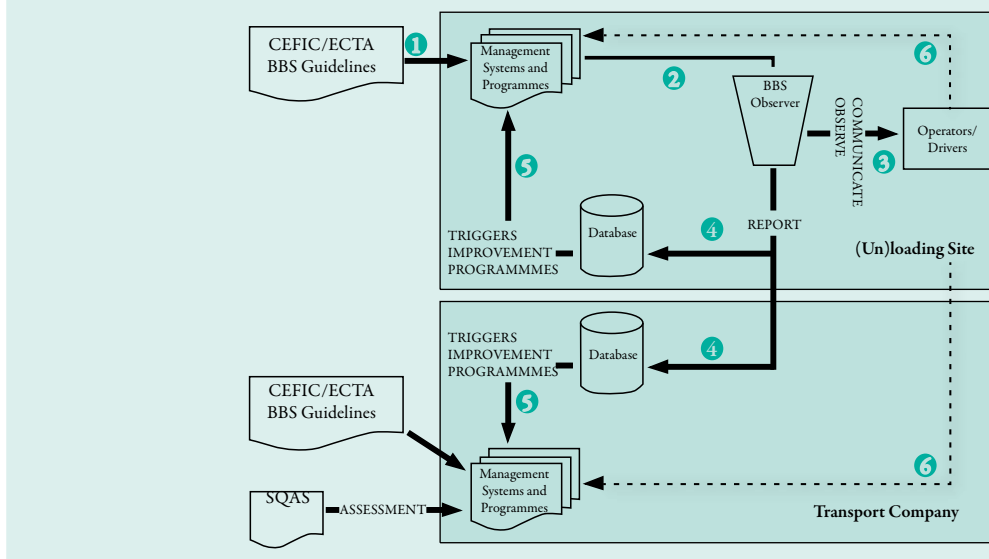 CEFIC/ECTA
BBS Guidelines
1
Management
Systems and
Programmes
2
6
BBS
Observer
COMMUNICATE
OBSERVE
3
Operators/
Drivers
5
TRIGGERS
IMPROVEMENT
PROGRAMMMES
Database
4
REPORT
(Un)loading Site
TRIGGERS
IMPROVEMENT
PROGRAMMMES
Database
4
5
CEFIC/ECTA
BBS Guidelines
Management
Systems and
Programmes
6
SQAS
ASSESSMENT
Transport Company